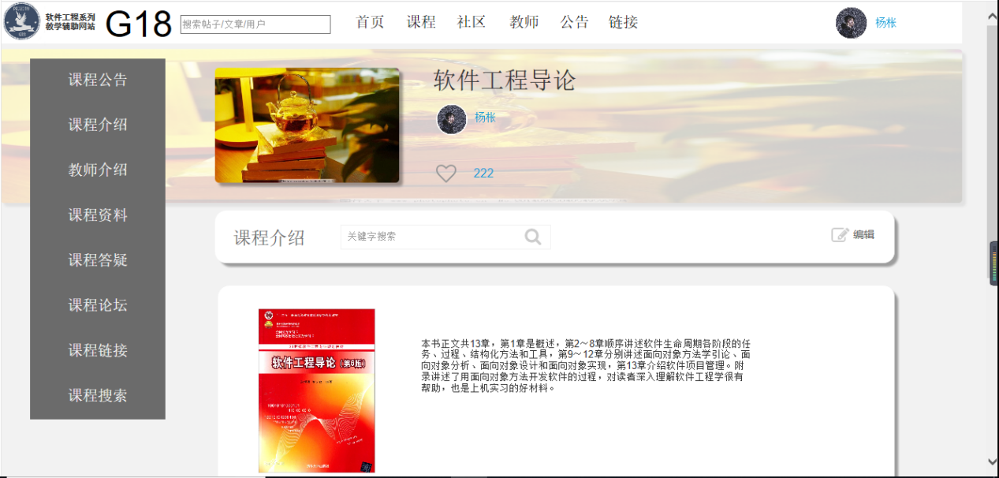 软件工程系列
教学辅助网站
G18
搜索帖子/文章/用户
首页
课程
社区
教师
公告
链接
杨枨
软件工程导论
杨枨
222
课程公告
课程介绍
教师介绍
课程资料
课程答疑
课程论坛
课程链接
课程搜索
课程介绍
关键字搜索
编辑
软件工程导论（第6版）
本书正文共13章，第1章是概述，第2～8章顺序讲述软件生命周期各阶段的任
务、过程、结构化方法和工具，第9～12章分别讲述面向对象方法学引论、面
向对象分析、面向对象设计和面向对象实现，第13章介绍软件项目管理。附
录讲述了用面向对象方法开发软件的过程，对读者深入理解软件工程学很有
帮助，也是上机实习的好材料。